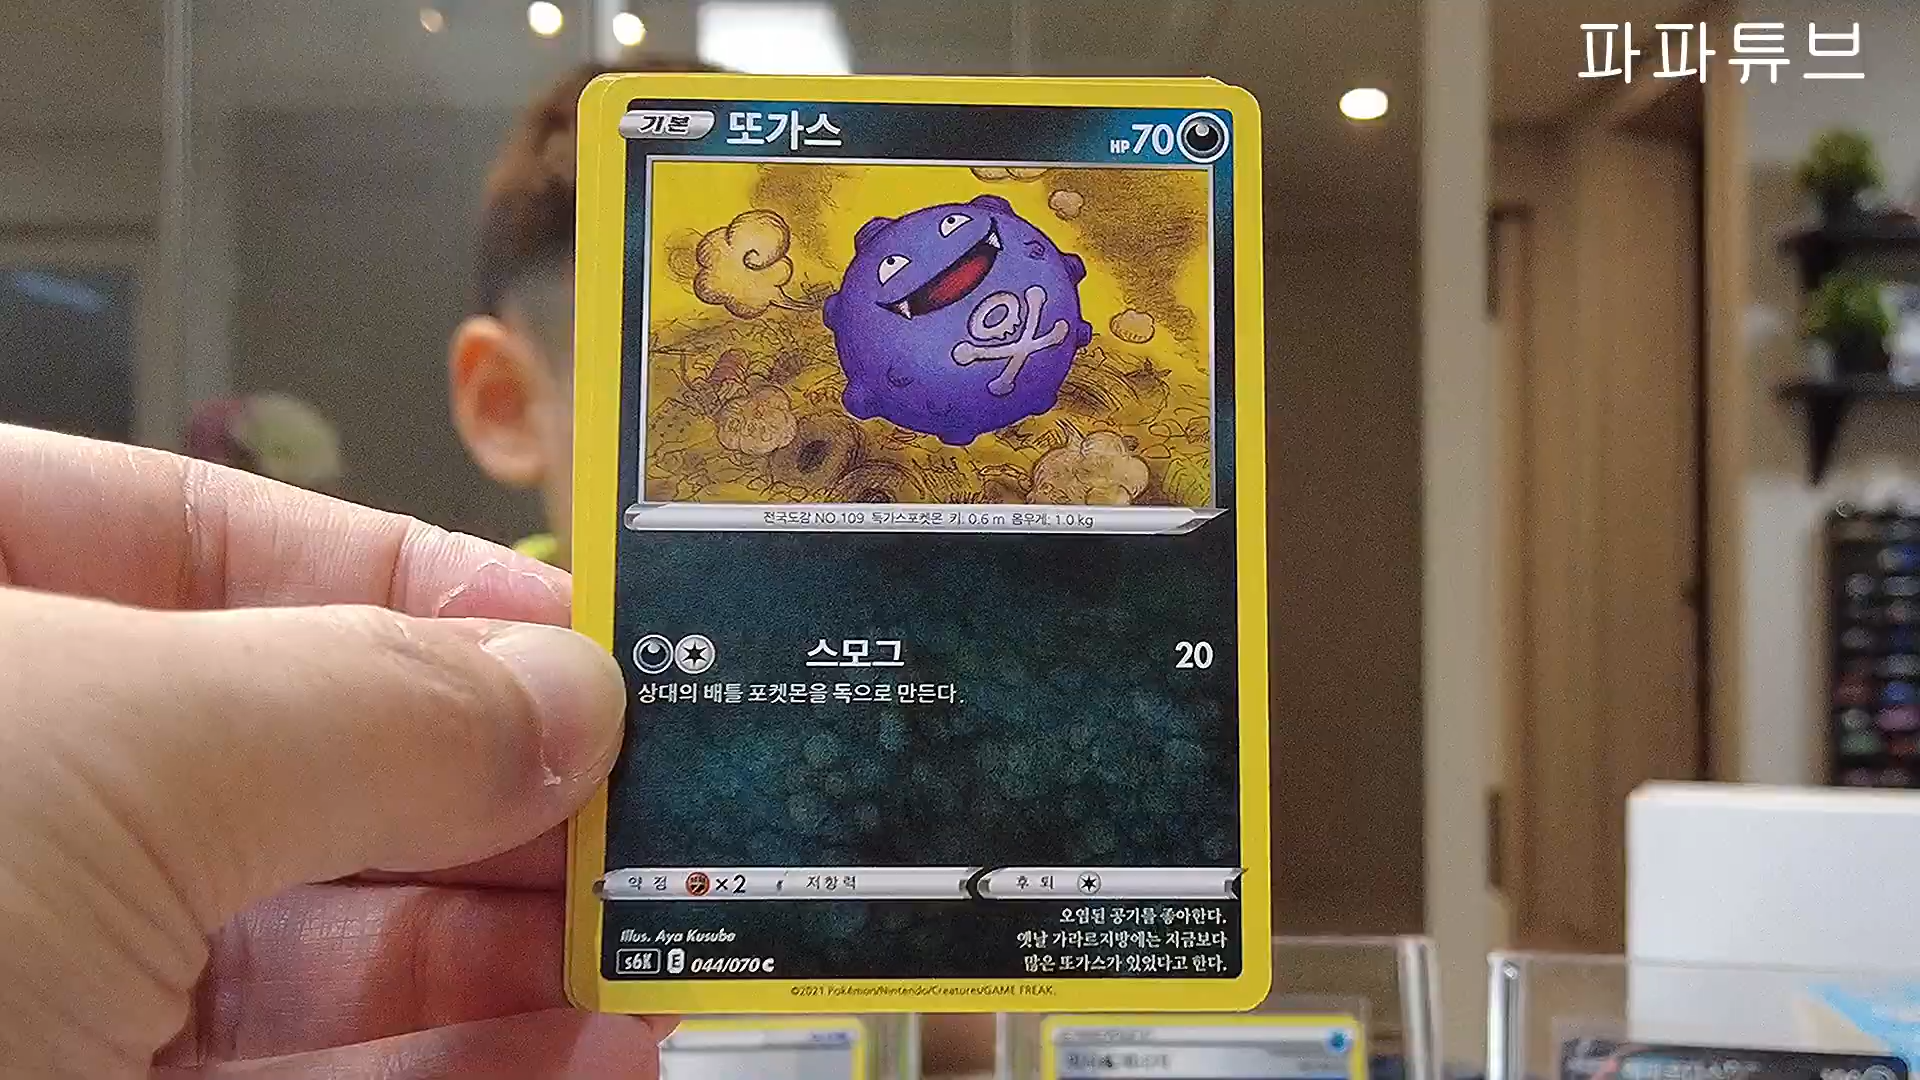 파파튜브
기본 또가스 HP 70
전국도감 NO.109 독가스포켓몬 키: 0.6 m 몸무게: 1.0 kg
스모그 20
상대의 배틀 포켓몬을 독으로 만든다.
약점 ×2 저항력 후퇴
오염된 공기를 좋아한다.
옛날 가라르지방에는 지금보다
많은 또가스가 있었다고 한다.
Illus. Aya Kusube
s6K E 044/070 C
©2021 Pokémon/Nintendo/Creatures/GAME FREAK.